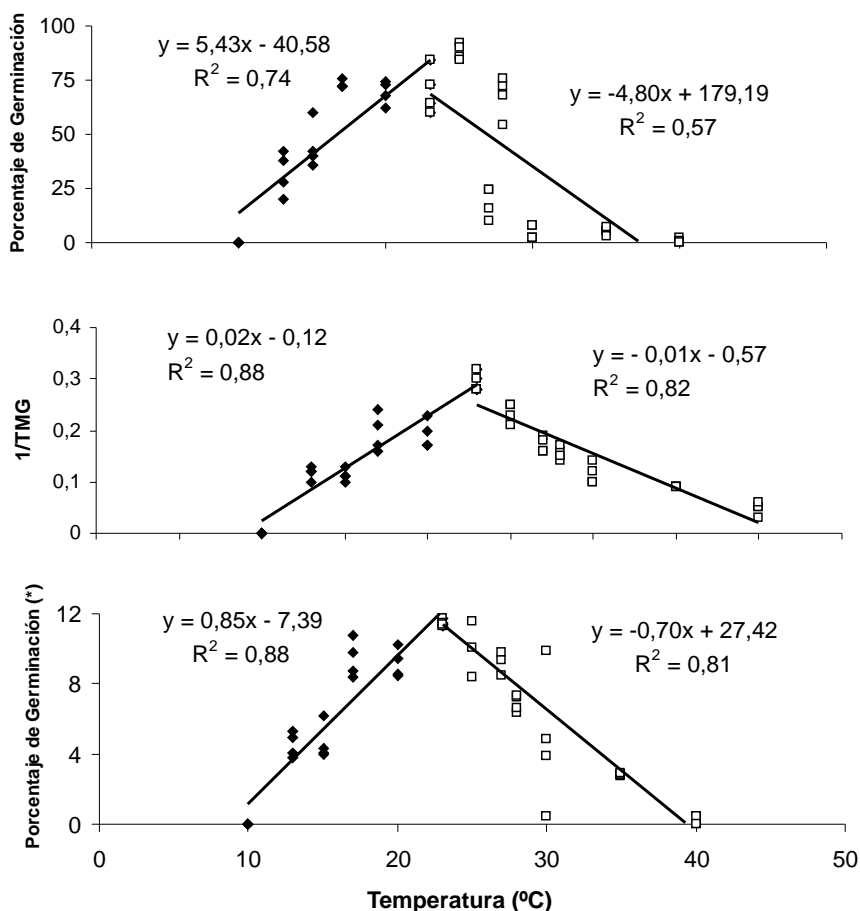 Porcentaje de Germinación
100
75
50
25
0
y = 5,43x - 40,58
R² = 0,74
y = -4,80x + 179,19
R² = 0,57
1/TMG
0,4
0,3
0,2
0,1
0
y = 0,02x - 0,12
R² = 0,88
y = - 0,01x - 0,57
R² = 0,82
Porcentaje de Germinación (*)
12
8
4
0
y = 0,85x - 7,39
R² = 0,88
y = -0,70x + 27,42
R² = 0,81
0 10 20 30 40 50
Temperatura (ºC)